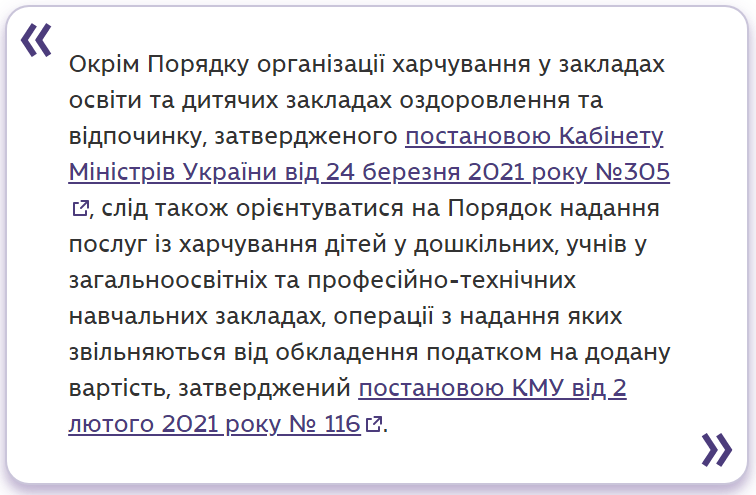 «
Окрім Порядку організації харчування у закладах
освіти та дитячих закладах оздоровлення та
відпочинку, затвердженого постановою Кабінету
Міністрів України від 24 березня 2021 року №305
, слід також орієнтуватися на Порядок надання
послуг із харчування дітей у дошкільних, учнів у
загальноосвітніх та професійно-технічних
навчальних закладах, операції з надання яких
звільняються від обкладення податком на додану
вартість, затверджений постановою КМУ від 2
лютого 2021 року № 116.
»